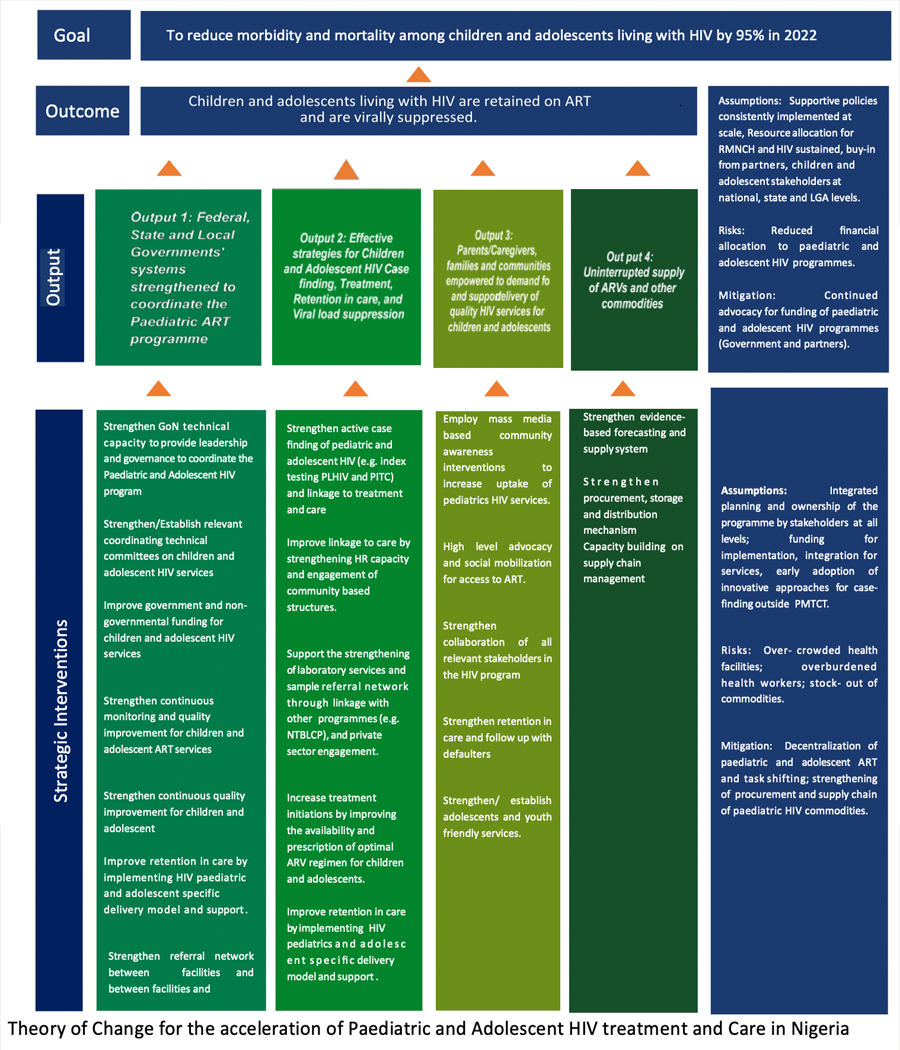 Goal
To reduce morbidity and mortality among children and adolescents living with HIV by 95% in 2022
Outcome
Children and adolescents living with HIV are retained on ART
and are virally suppressed.
Assumptions: Supportive policies
consistently implemented at
scale, Resource allocation for
RMNCH and HIV sustained, buy-in
from partners, children and
adolescent stakeholders at
national, state and LGA levels.
Risks: Reduced financial
allocation to paediatric and
adolescent HIV programmes.
Mitigation: Continued
advocacy for funding of paediatric
and adolescent HIV programmes
(Government and partners).
Output
Output 1: Federal,
State and Local
Governments'
systems
strengthened to
coordinate the
Paediatric ART
programme
Output 2: Effective
strategies for Children
and Adolescent HIV Case
finding, Treatment,
Retention in care, and
Viral load suppression
Output 3:
Parents/Caregivers,
families and communities
empowered to demand fo
and suppodelivery of
quality HIV services for
children and adolescents
Out put 4:
Uninterrupted supply
of ARVs and other
commodities
Strategic Interventions
Strengthen GoN technical
capacity to provide leadership
and governance to coordinate the
Paediatric and Adolescent HIV
program
Strengthen/Establish relevant
coordinating technical
committees on children and
adolescent HIV services
Improve government and non-
governmental funding for
children and adolescent HIV
services
Strengthen continuous
monitoring and quality
improvement for children and
adolescent ART services
Strengthen continuous quality
improvement for children and
adolescent
Improve retention in care by
implementing HIV paediatric
and adolescent specific
delivery model and support.
Strengthen referral network
between facilities and
between facilities and
Strengthen active case
finding of pediatric and
adolescent HIV (e.g. index
testing PLHIV and PITC)
and linkage to treatment
and care
Improve linkage to care by
strengthening HR capacity
and engagement of
community based
structures.
Support the strengthening
of laboratory services and
sample referral network
through linkage with
other programmes (e.g.
NTBLCP), and private
sector engagement.
Increase treatment
initiations by improving
the availability and
prescription of optimal
ARV regimen for children
and adolescents.
Improve retention in care
by implementing HIV
pediatrics and adolesc
ent specific delivery
model and support.
Employ mass media
based community
awareness
interventions to
increase uptake of
pediatrics HIV services.
High level advocacy
and social mobilization
for access to ART.
Strengthen
collaboration of all
relevant stakeholders in
the HIV program
Strengthen retention in
care and follow up with
defaulters
Strengthen/ establish
adolescents and youth
friendly services.
Strengthen evidence-
based forecasting and
supply system
Strengthen
procurement, storage
and distribution
mechanism
Capacity building on
supply chain
management
Assumptions: Integrated
planning and ownership of the
programme by stakeholders at all
levels; funding for
implementation, integration for
services, early adoption of
innovative approaches for case-
finding outside PMTCT.
Risks: Over- crowded health
facilities; overburdened
health workers; stock- out of
commodities.
Mitigation: Decentralization of
paediatric and adolescent ART
and task shifting; strengthening
of procurement and supply chain
of paediatric HIV commodities.
Theory of Change for the acceleration of Paediatric and Adolescent HIV treatment and Care in Nigeria